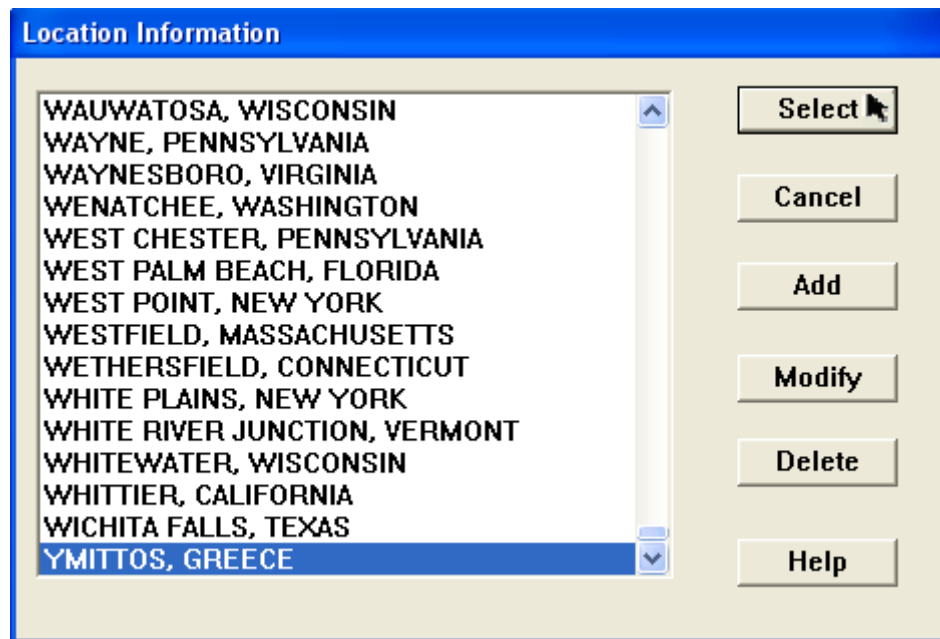 Location Information
WAUWATOSA, WISCONSIN
WAYNE, PENNSYLVANIA
WAYNESBORO, VIRGINIA
WENATCHEE, WASHINGTON
WEST CHESTER, PENNSYLVANIA
WEST PALM BEACH, FLORIDA
WEST POINT, NEW YORK
WESTFIELD, MASSACHUSETTS
WETHERSFIELD, CONNECTICUT
WHITE PLAINS, NEW YORK
WHITE RIVER JUNCTION, VERMONT
WHITEWATER, WISCONSIN
WHITTIER, CALIFORNIA
WICHITA FALLS, TEXAS
YMITTOS, GREECE
Select
Cancel
Add
Modify
Delete
Help